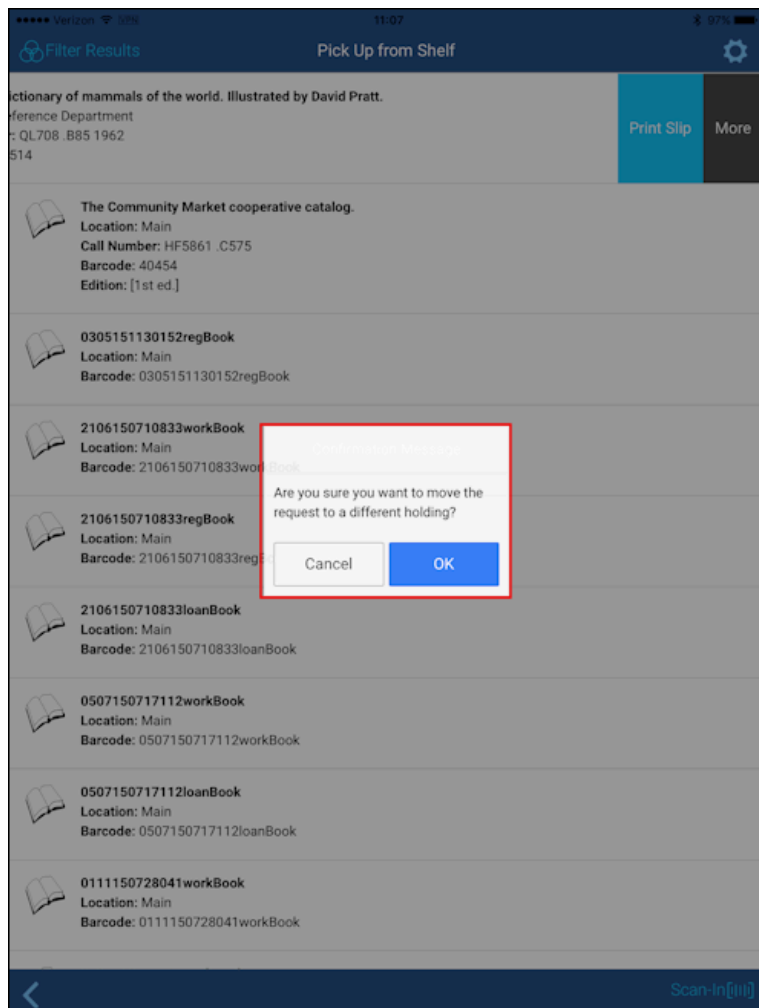 Verizon 11:07 97%
Filter Results Pick Up from Shelf
ictionary of mammals of the world. Illustrated by David Pratt.
ference Department
: QL708 .B85 1962
514
Print Slip More
The Community Market cooperative catalog.
Location: Main
Call Number: HF5861 .C575
Barcode: 40454
Edition: [1st ed.]
0305151130152regBook
Location: Main
Barcode: 0305151130152regBook
2106150710833workBook
Location: Main
Barcode: 2106150710833workBook
Confirmation Message
Are you sure you want to move the
request to a different holding?
Cancel OK
2106150710833regBook
Location: Main
Barcode: 2106150710833reg
2106150710833loanBook
Location: Main
Barcode: 2106150710833loanBook
0507150717112workBook
Location: Main
Barcode: 0507150717112workBook
0507150717112loanBook
Location: Main
Barcode: 0507150717112loanBook
0111150728041workBook
Location: Main
Barcode: 0111150728041workBook
Scan-In